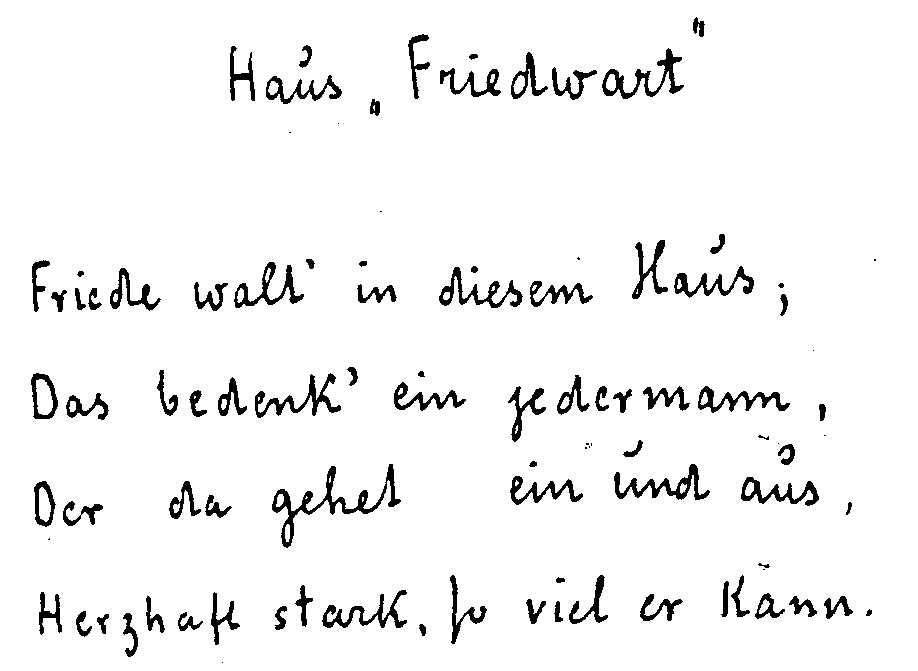 Haus „Friedwart"
Friede walt' in diesem Haus;
Das bedenk' ein jedermann,
Der da gehet ein und aus,
Herzhaft stark, so viel er kann.